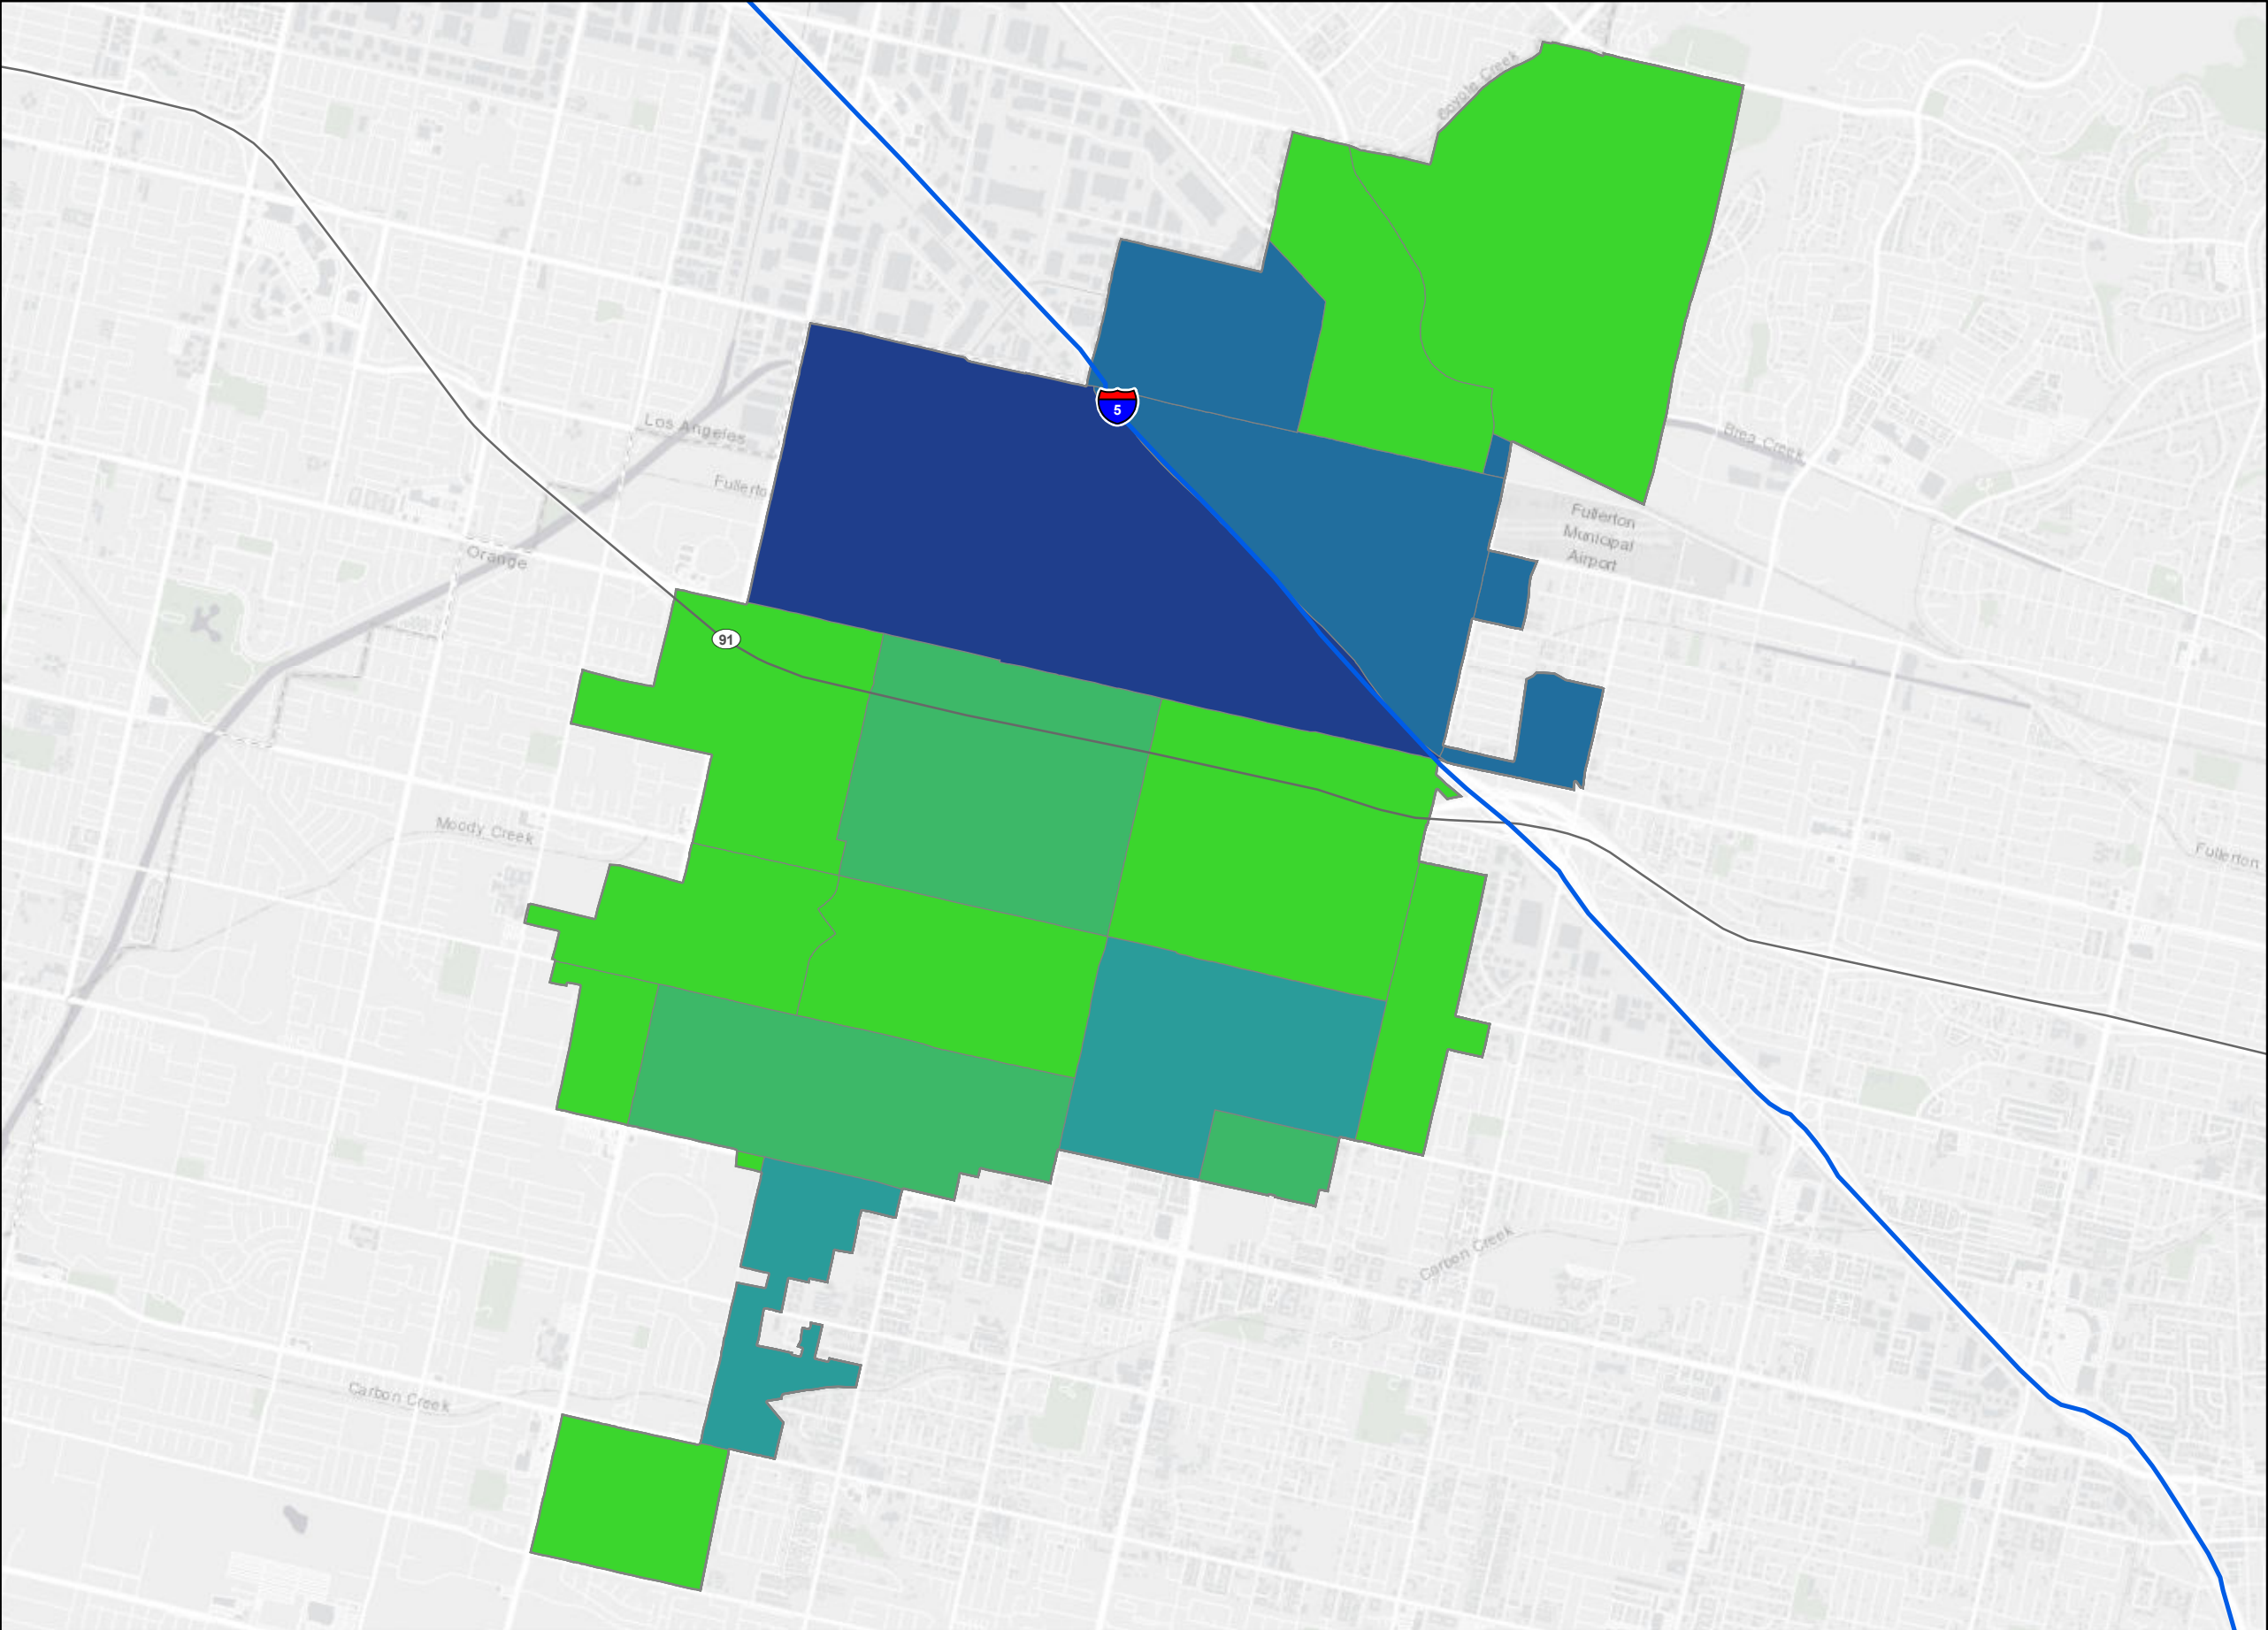 Coyote Creek
5
Los Angeles
Brea Creek
Fullerto
Fullerton
Municipal
Airport
Orange
91
Moody Creek
Fullerton
Carbon Creek
Carbon Creek